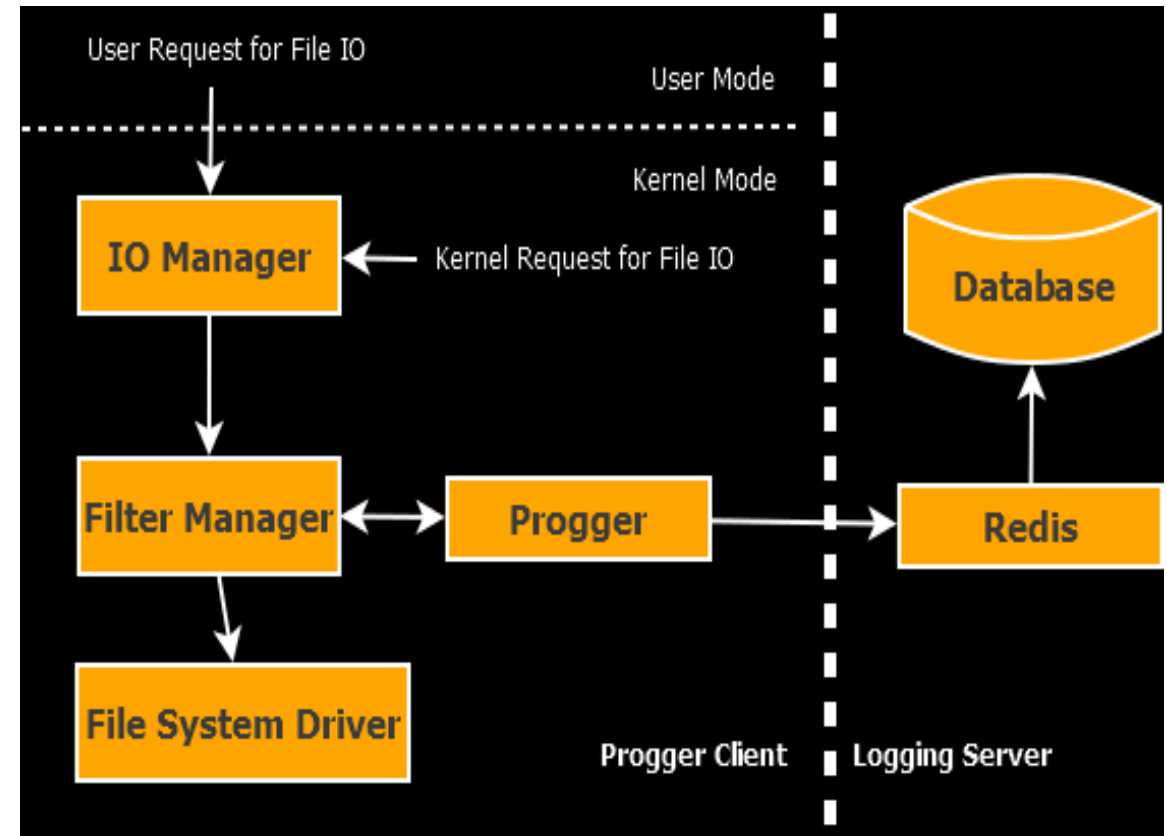 User Request for File IO
User Mode
Kernel Mode
IO Manager
Kernel Request for File IO
Database
Filter Manager
Progger
Redis
File System Driver
Progger Client
Logging Server